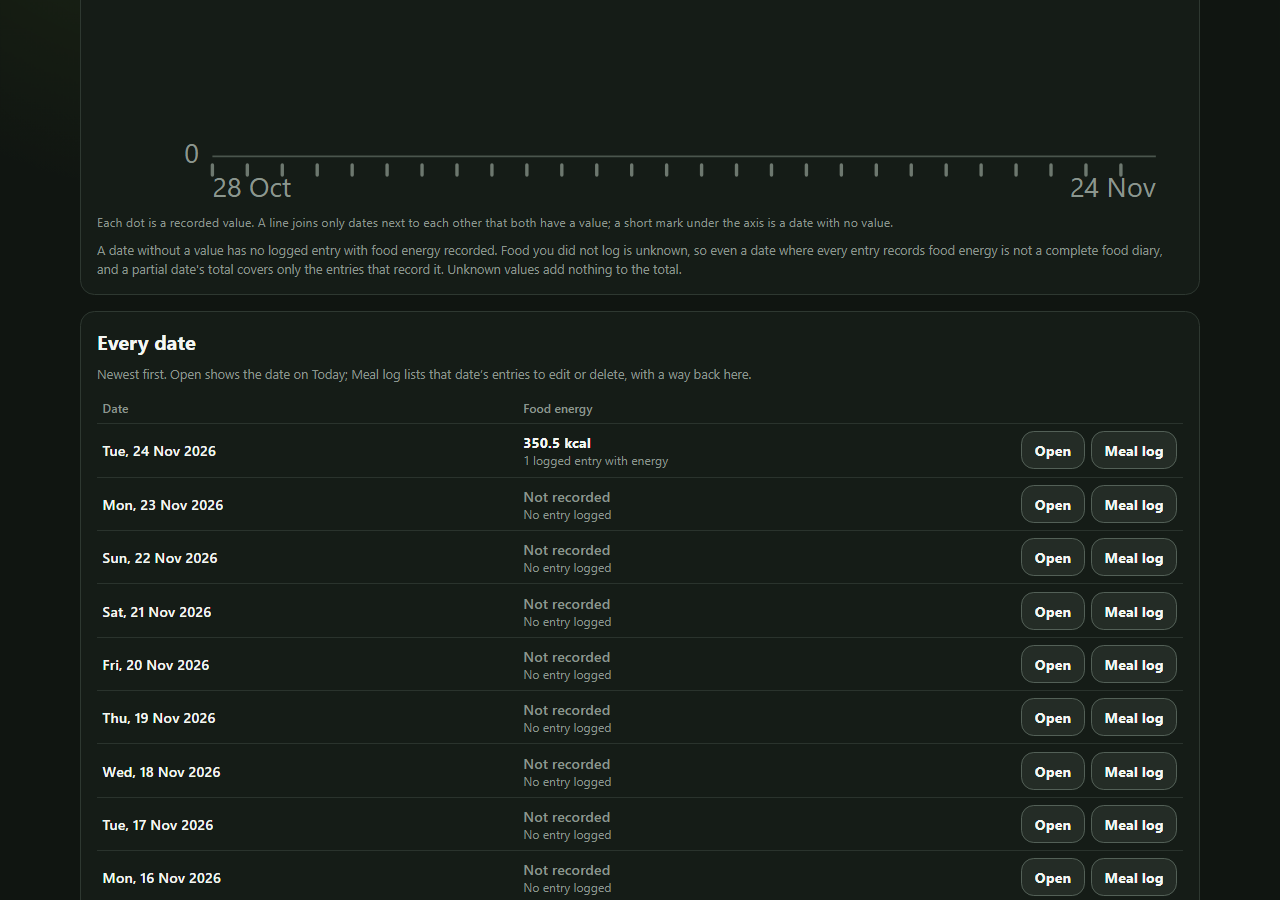 0
28 Oct 24 Nov
Each dot is a recorded value. A line joins only dates next to each other that both have a value; a short mark under the axis is a date with no value.
A date without a value has no logged entry with food energy recorded. Food you did not log is unknown, so even a date where every entry records food energy is not a complete food diary,
and a partial date's total covers only the entries that record it. Unknown values add nothing to the total.
Every date
Newest first. Open shows the date on Today; Meal log lists that date's entries to edit or delete, with a way back here.
Date Food energy
Tue, 24 Nov 2026 350.5 kcal Open Meal log
1 logged entry with energy
Mon, 23 Nov 2026 Not recorded Open Meal log
No entry logged
Sun, 22 Nov 2026 Not recorded Open Meal log
No entry logged
Sat, 21 Nov 2026 Not recorded Open Meal log
No entry logged
Fri, 20 Nov 2026 Not recorded Open Meal log
No entry logged
Thu, 19 Nov 2026 Not recorded Open Meal log
No entry logged
Wed, 18 Nov 2026 Not recorded Open Meal log
No entry logged
Tue, 17 Nov 2026 Not recorded Open Meal log
No entry logged
Mon, 16 Nov 2026 Not recorded Open Meal log
No entry logged